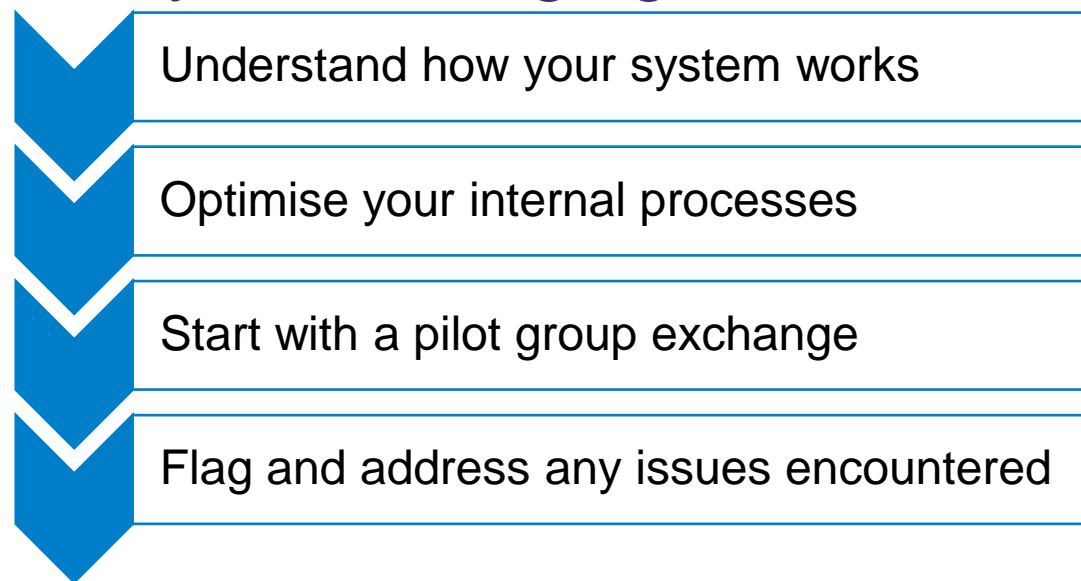 Understand how your system works
Optimise your internal processes
Start with a pilot group exchange
Flag and address any issues encountered